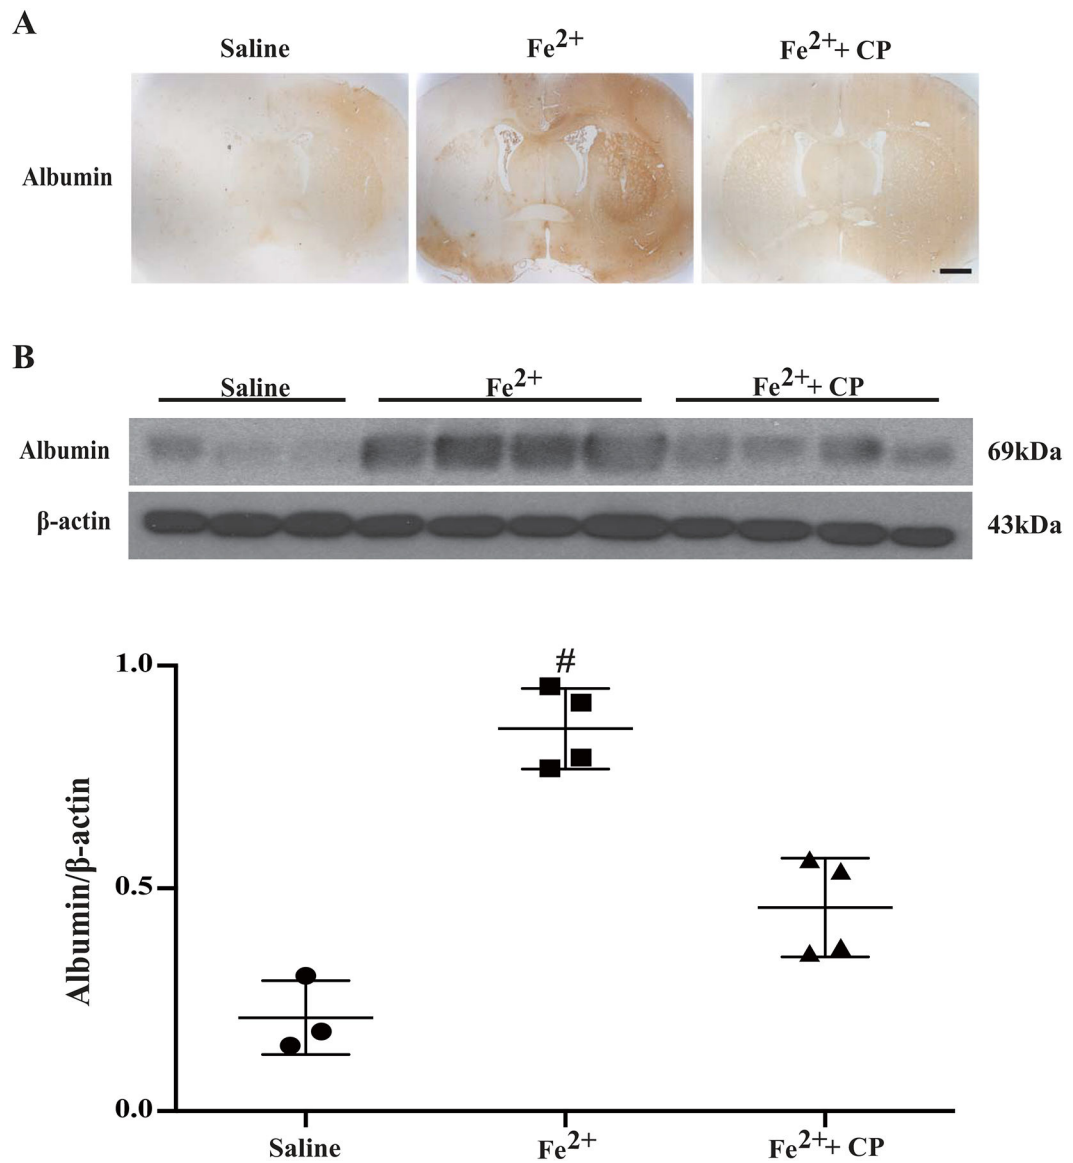 A
Saline Fe2+ Fe2++ CP
Albumin
B
Saline Fe2+ Fe2++ CP
Albumin 69kDa
β-actin 43kDa
#
1.0
0.5
0.0
Albumin/β-actin
Saline Fe2+ Fe2++ CP